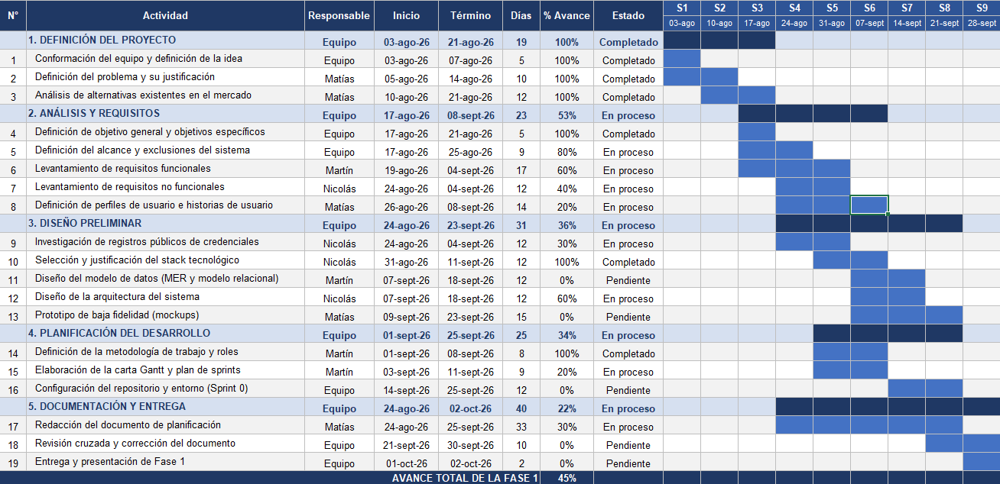 N° Actividad Responsable Inicio Término Días % Avance Estado S1 S2 S3 S4 S5 S6 S7 S8 S9
03-ago 10-ago 17-ago 24-ago 31-ago 07-sept 14-sept 21-sept 28-sept
1. DEFINICIÓN DEL PROYECTO Equipo 03-ago-26 21-ago-26 19 100% Completado
1 Conformación del equipo y definición de la idea Equipo 03-ago-26 07-ago-26 5 100% Completado
2 Definición del problema y su justificación Matías 05-ago-26 14-ago-26 10 100% Completado
3 Análisis de alternativas existentes en el mercado Matías 10-ago-26 21-ago-26 12 100% Completado
2. ANÁLISIS Y REQUISITOS Equipo 17-ago-26 08-sept-26 23 53% En proceso
4 Definición de objetivo general y objetivos específicos Equipo 17-ago-26 21-ago-26 5 100% Completado
5 Definición del alcance y exclusiones del sistema Equipo 17-ago-26 25-ago-26 9 80% En proceso
6 Levantamiento de requisitos funcionales Martín 19-ago-26 04-sept-26 17 60% En proceso
7 Levantamiento de requisitos no funcionales Nicolás 24-ago-26 04-sept-26 12 40% En proceso
8 Definición de perfiles de usuario e historias de usuario Matías 26-ago-26 08-sept-26 14 20% En proceso
3. DISEÑO PRELIMINAR Equipo 24-ago-26 23-sept-26 31 36% En proceso
9 Investigación de registros públicos de credenciales Nicolás 24-ago-26 04-sept-26 12 30% En proceso
10 Selección y justificación del stack tecnológico Nicolás 31-ago-26 11-sept-26 12 100% Completado
11 Diseño del modelo de datos (MER y modelo relacional) Martín 07-sept-26 18-sept-26 12 0% Pendiente
12 Diseño de la arquitectura del sistema Nicolás 07-sept-26 18-sept-26 12 60% En proceso
13 Prototipo de baja fidelidad (mockups) Matías 09-sept-26 23-sept-26 15 0% Pendiente
4. PLANIFICACIÓN DEL DESARROLLO Equipo 01-sept-26 25-sept-26 25 34% En proceso
14 Definición de la metodología de trabajo y roles Martín 01-sept-26 08-sept-26 8 100% Completado
15 Elaboración de la carta Gantt y plan de sprints Martín 03-sept-26 11-sept-26 9 20% En proceso
16 Configuración del repositorio y entorno (Sprint 0) Equipo 14-sept-26 25-sept-26 12 0% Pendiente
5. DOCUMENTACIÓN Y ENTREGA Equipo 24-ago-26 02-oct-26 40 22% En proceso
17 Redacción del documento de planificación Matías 24-ago-26 25-sept-26 33 30% En proceso
18 Revisión cruzada y corrección del documento Equipo 21-sept-26 30-sept-26 10 0% Pendiente
19 Entrega y presentación de Fase 1 Equipo 01-oct-26 02-oct-26 2 0% Pendiente
AVANCE TOTAL DE LA FASE 1 45%